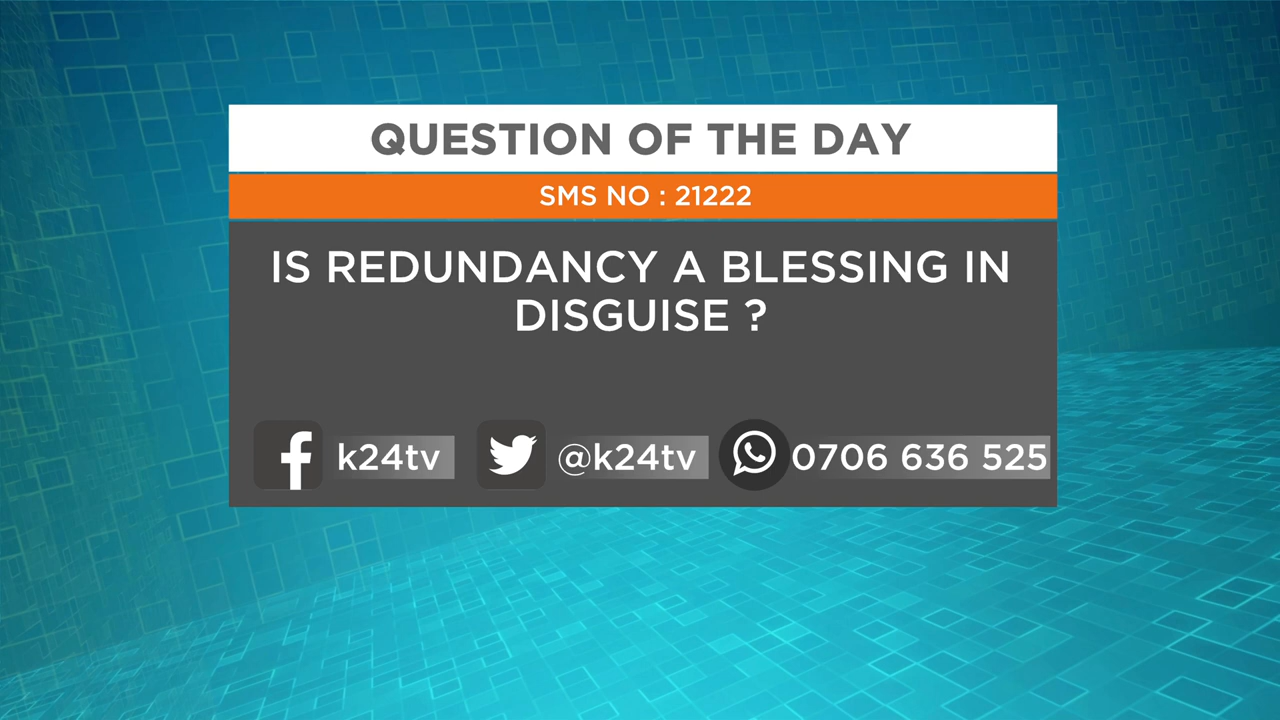 QUESTION OF THE DAY
SMS NO : 21222
IS REDUNDANCY A BLESSING IN
DISGUISE ?
k24tv @k24tv 0706 636 525